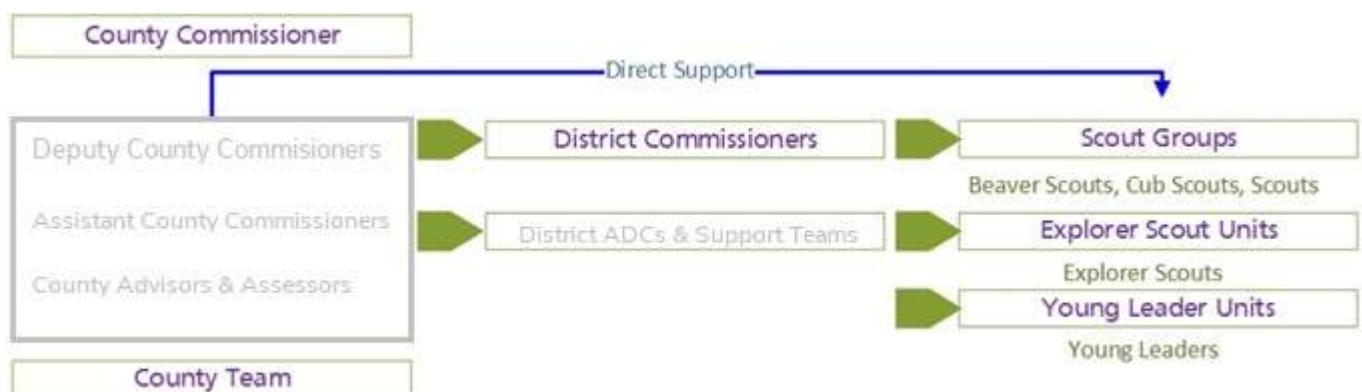 County Commissioner
Direct Support
Deputy County Commisioners
District Commissioners
Scout Groups
Beaver Scouts, Cub Scouts, Scouts
Assistant County Commissioners
District ADCs & Support Teams
Explorer Scout Units
Explorer Scouts
County Advisors & Assessors
Young Leader Units
Young Leaders
County Team